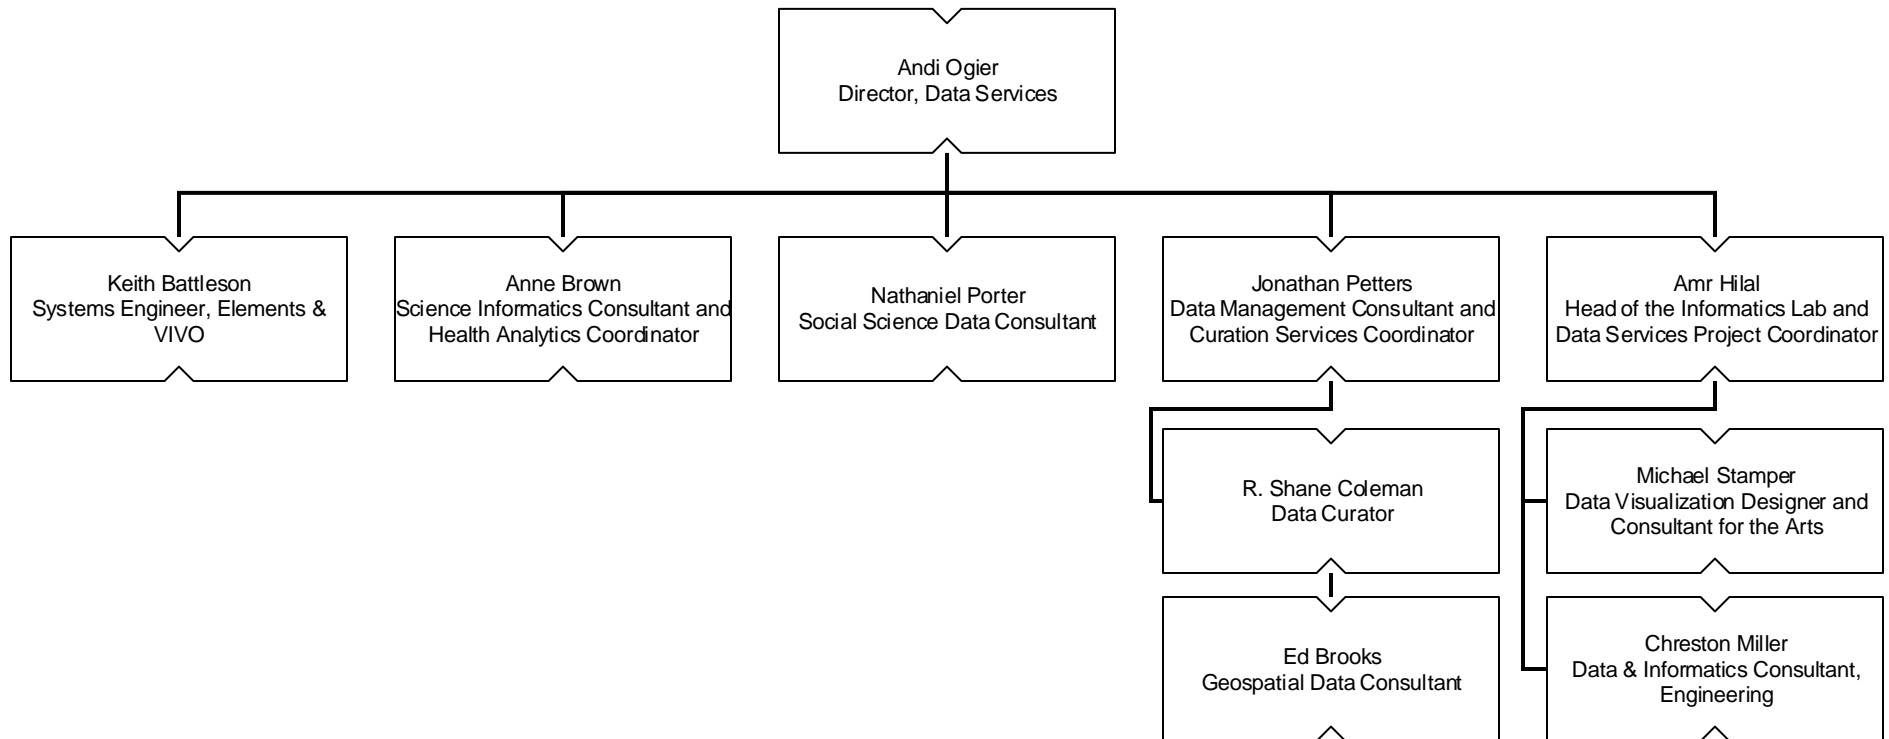 Andi Ogier
Director, Data Services
Keith Battleson
Systems Engineer, Elements &
VIVO
Anne Brown
Science Informatics Consultant and
Health Analytics Coordinator
Nathaniel Porter
Social Science Data Consultant
Jonathan Petters
Data Management Consultant and
Curation Services Coordinator
Amr Hilal
Head of the Informatics Lab and
Data Services Project Coordinator
R. Shane Coleman
Data Curator
Michael Stamper
Data Visualization Designer and
Consultant for the Arts
Ed Brooks
Geospatial Data Consultant
Chreston Miller
Data & Informatics Consultant,
Engineering